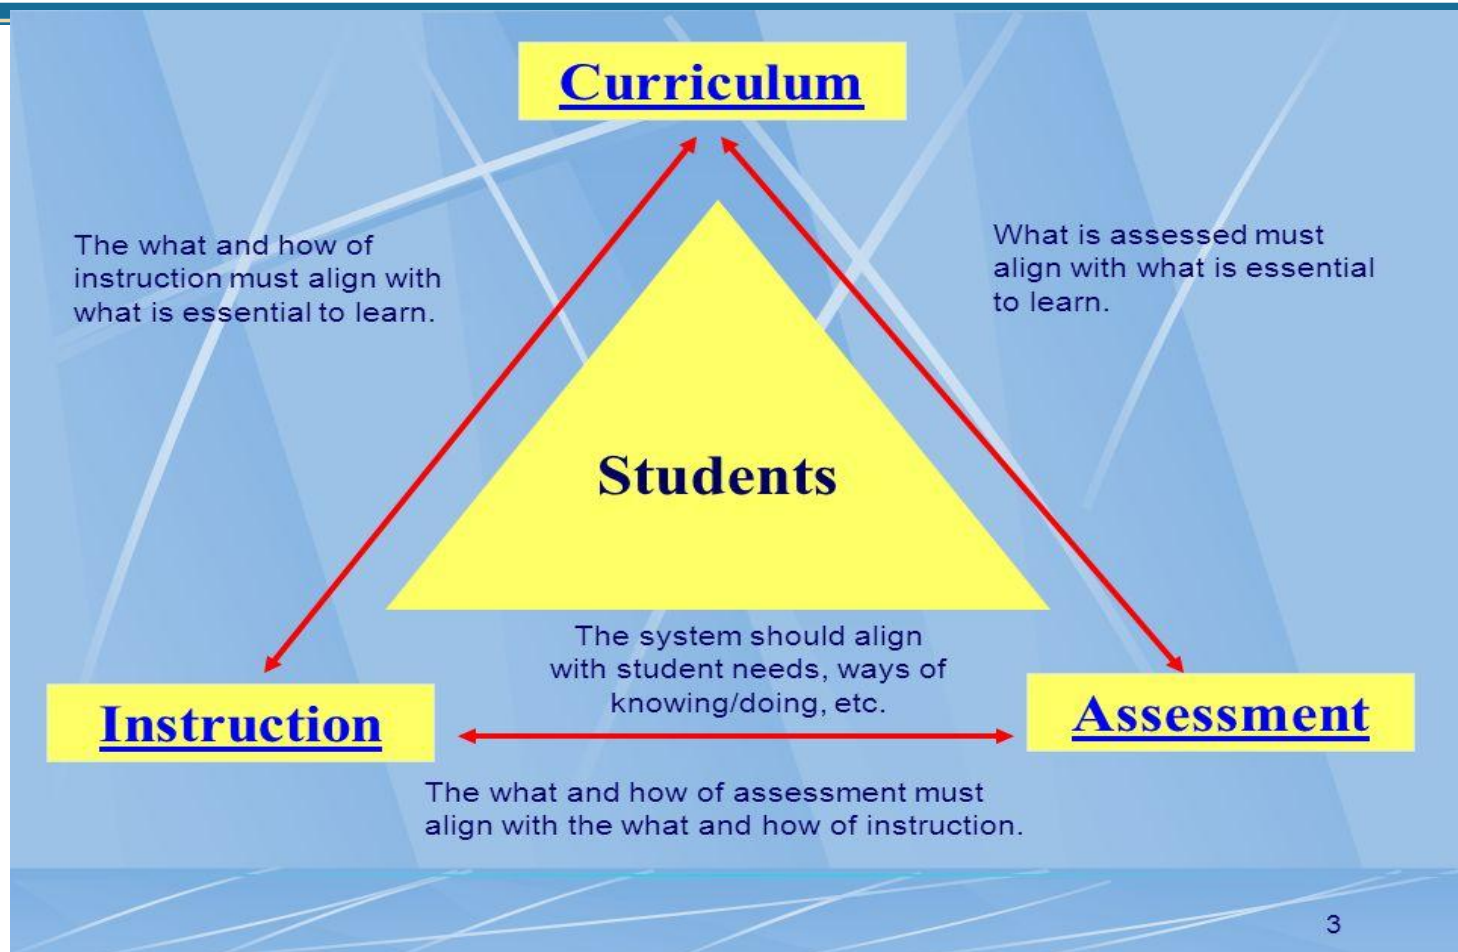 Curriculum
The what and how of
instruction must align with
what is essential to learn.
What is assessed must
align with what is essential
to learn.
Students
The system should align
with student needs, ways of
knowing/doing, etc.
Instruction
Assessment
The what and how of assessment must
align with the what and how of instruction.
3